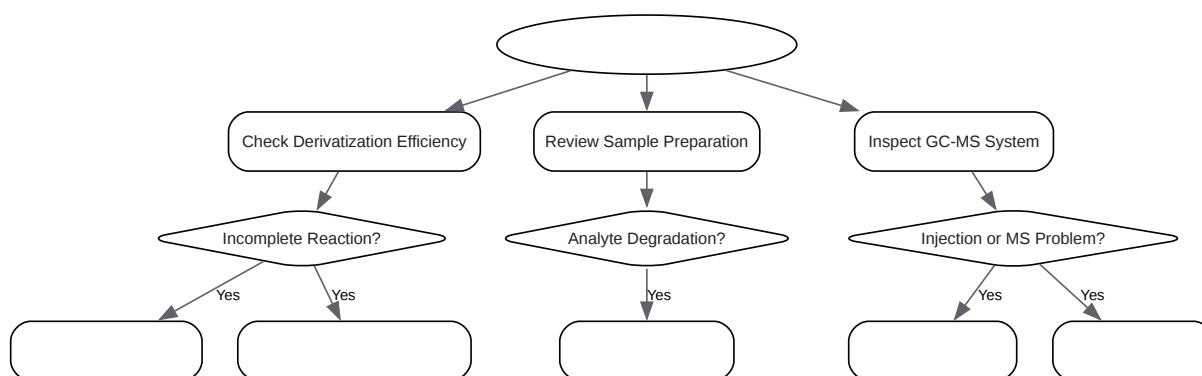 Check Derivatization Efficiency
Review Sample Preparation
Inspect GC-MS System
Incomplete Reaction?
Analyte Degradation?
Injection or MS Problem?
Yes
Yes
Yes
Yes
Yes